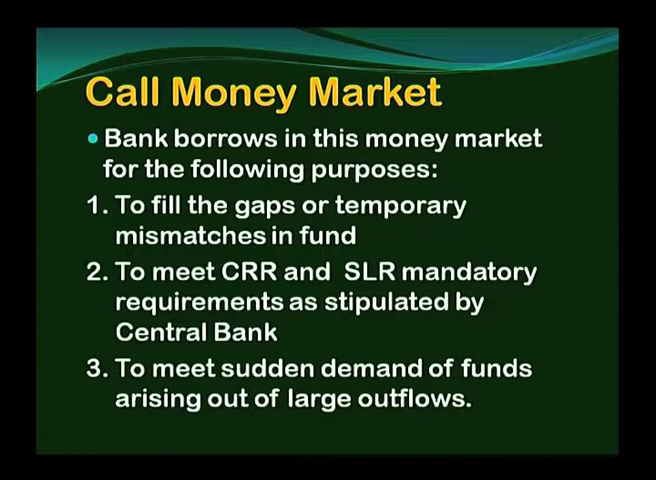 Call Money Market
• Bank borrows in this money market
for the following purposes:
1. To fill the gaps or temporary
mismatches in fund
2. To meet CRR and SLR mandatory
requirements as stipulated by
Central Bank
3. To meet sudden demand of funds
arising out of large outflows.